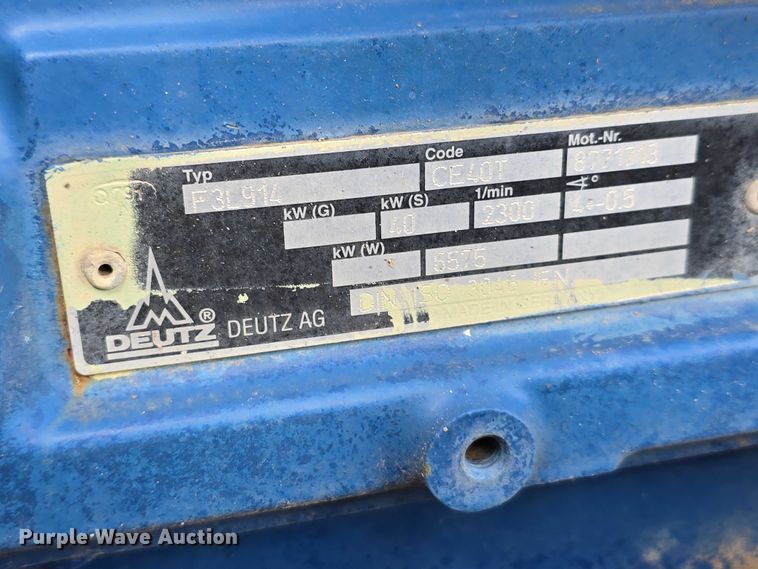 Typ Code Mot.-Nr.
F3L914 CE40T 8771713
kW (G) kW (S) 1/min
40 2300 4+-0.5
kW (W)
6575
DEUTZ ® DEUTZ AG
Purple Wave Auction